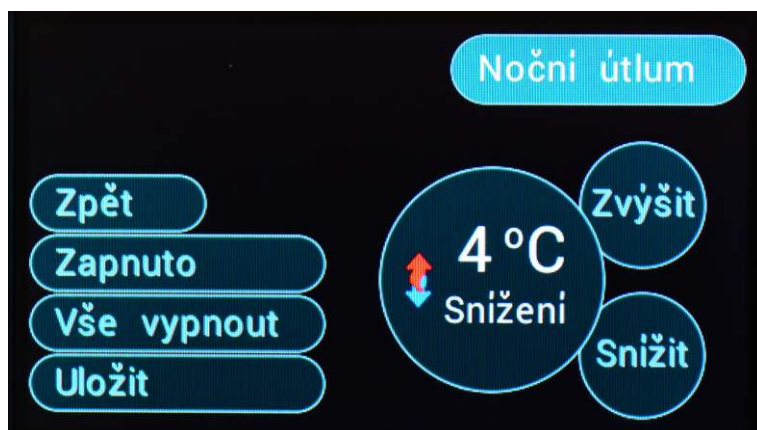 Noční útlum
Zpět
Zapnuto
Vše vypnout
Uložit
4 °C
Snížení
Zvýšit
Snížit